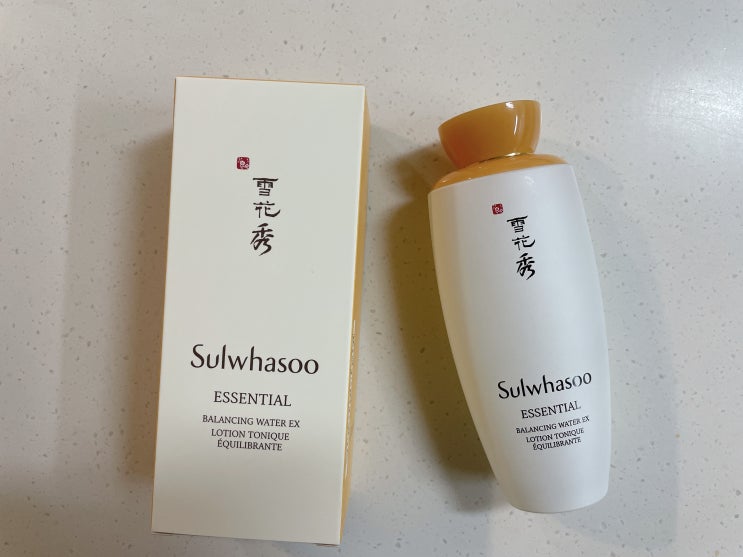 雪花秀
Sulwhasoo
ESSENTIAL
BALANCING WATER EX
LOTION TONIQUE
ÉQUILIBRANTE
雪花秀
Sulwhasoo
ESSENTIAL
BALANCING WATER EX
LOTION TONIQUE
ÉQUILIBRANTE